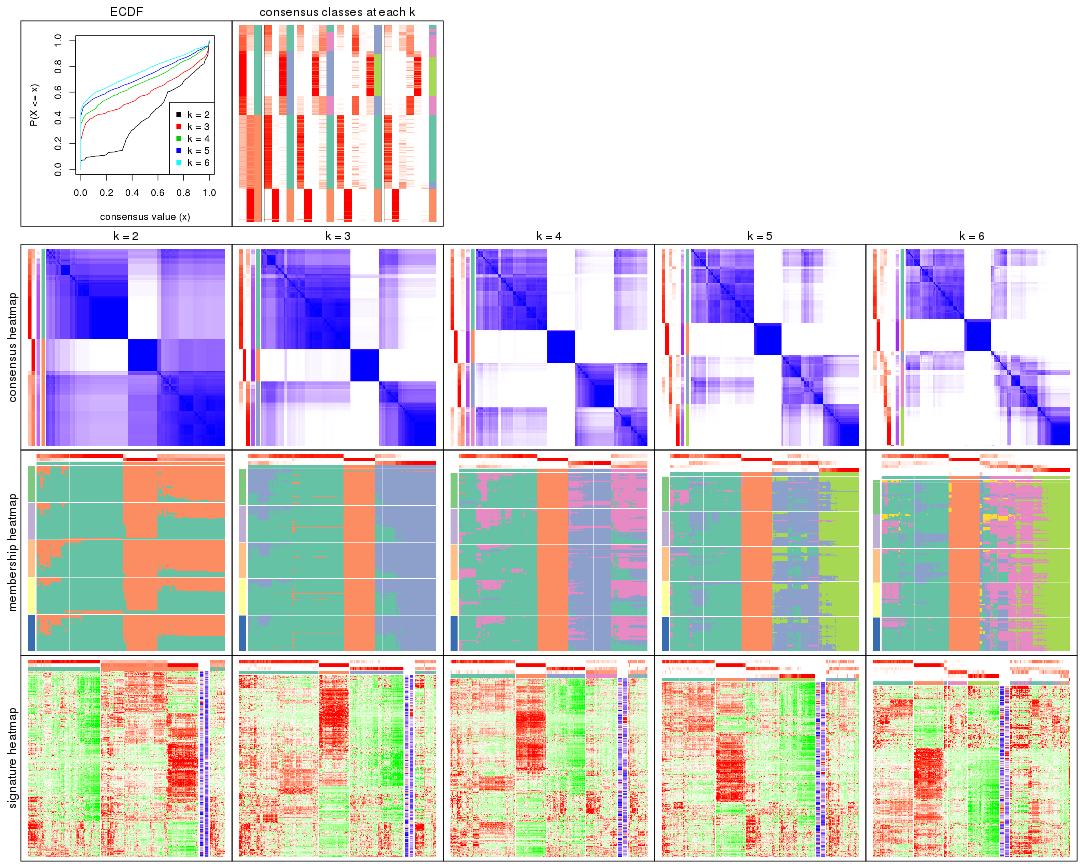 ECDF
consensus classes at each k
P(X <= x)
0.0 0.2 0.4 0.6 0.8 1.0
k = 2
k = 3
k = 4
k = 5
k = 6
0.0 0.2 0.4 0.6 0.8 1.0
consensus value (x)
k = 2
k = 3
k = 4
k = 5
k = 6
consensus heatmap
membership heatmap
signature heatmap